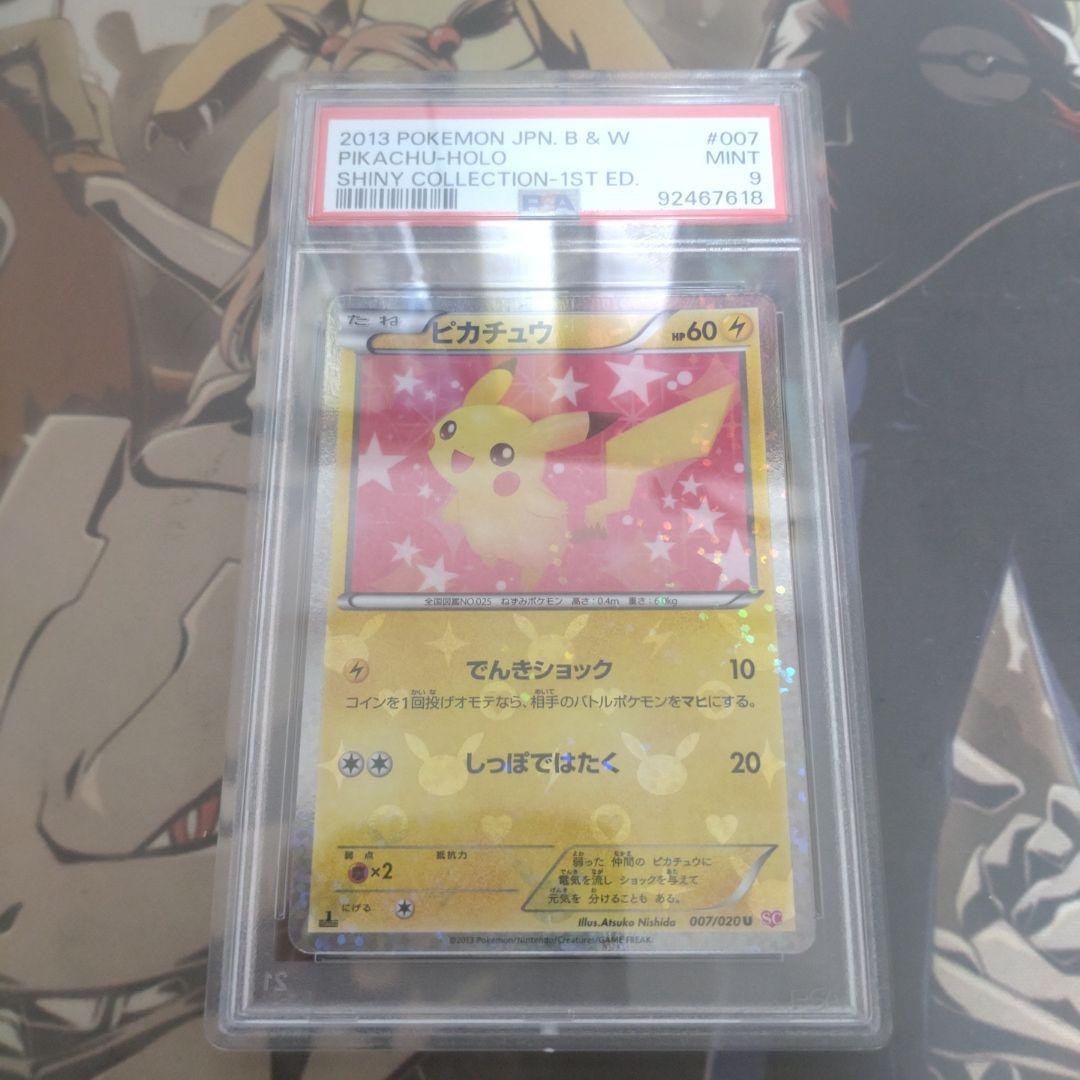 2013 POKEMON JPN. B & W #007
PIKACHU-HOLO MINT
SHINY COLLECTION-1ST ED. 9
PSA 92467618
たね ピカチュウ HP60
全国図鑑NO.025 ねずみポケモン 高さ:0.4m 重さ:6.0kg
でんきショック 10
コインを1回投げオモテなら、相手のバトルポケモンをマヒにする。
しっぽではたく 20
弱点 抵抗力
×2
にげる
弱った 仲間の ピカチュウに
電気を流し ショックを与えて
元気を 分けることも ある。
1
Illus.Atsuko Nishida 007/020 U SC
©2013 Pokémon/Nintendo/Creatures/GAME FREAK.